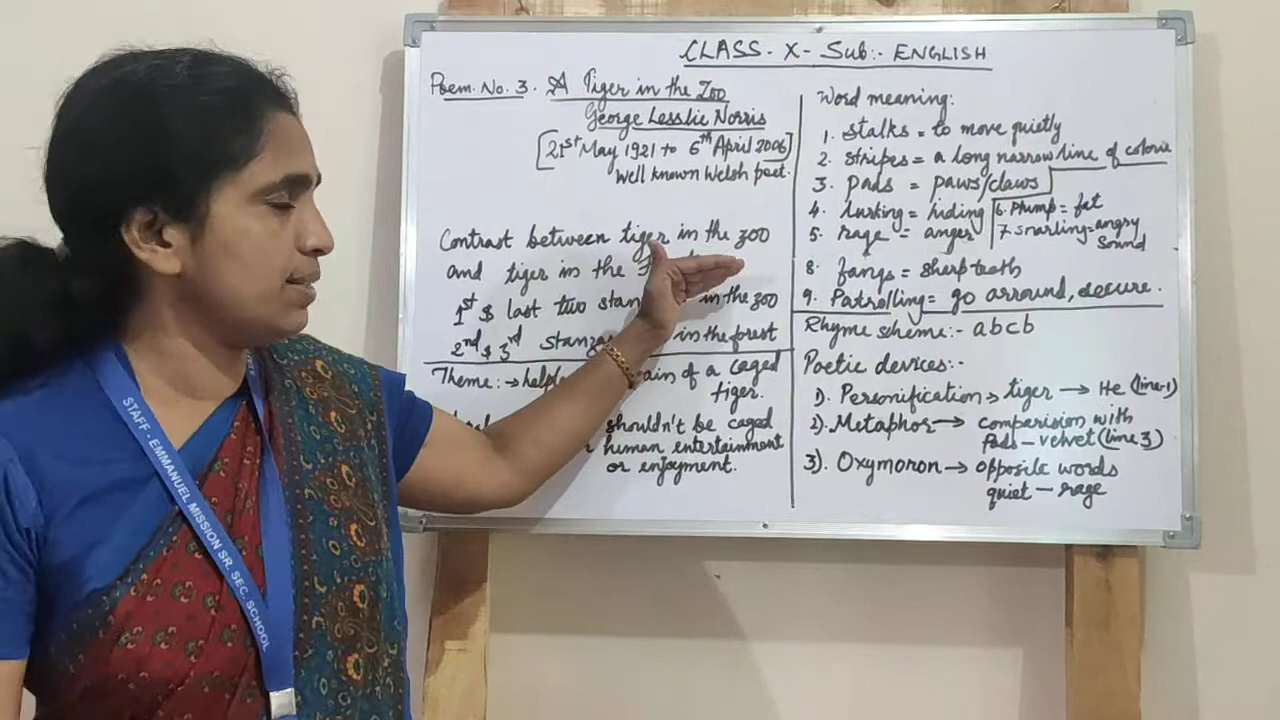 CLASS - X - Sub:- ENGLISH
Poem. No. 3. A Tiger in the Zoo
George Lesslie Norris
[21st May 1921 to 6th April 2006]
Well known Welsh poet.
Contrast between tiger in the zoo
and tiger in the
1st & last two stan in the zoo
2nd & 3rd stanza in the forest
Theme:→ help ain of a caged
tiger.
shouldn't be caged
human entertainment
or enjoyment.
Word meaning:
1. Stalks = to move quietly
2. Stripes = a long narrow line of colour
3. Pads = paws/claws
4. Lurking = hiding
5. Rage = anger
6. Plump = fat
7. Snarling = angry
sound
8. fangs = sharp teeth
9. Patrolling = go arround, secure.
Rhyme scheme:- abcb
Poetic devices:-
1). Personification → tiger → He (line-1)
2). Metaphor → comparision with
Pads - velvet (line 3)
3). Oxymoron → opposite words
quiet - rage
STAFF - EMMANUEL MISSION SR. SEC. SCHOOL